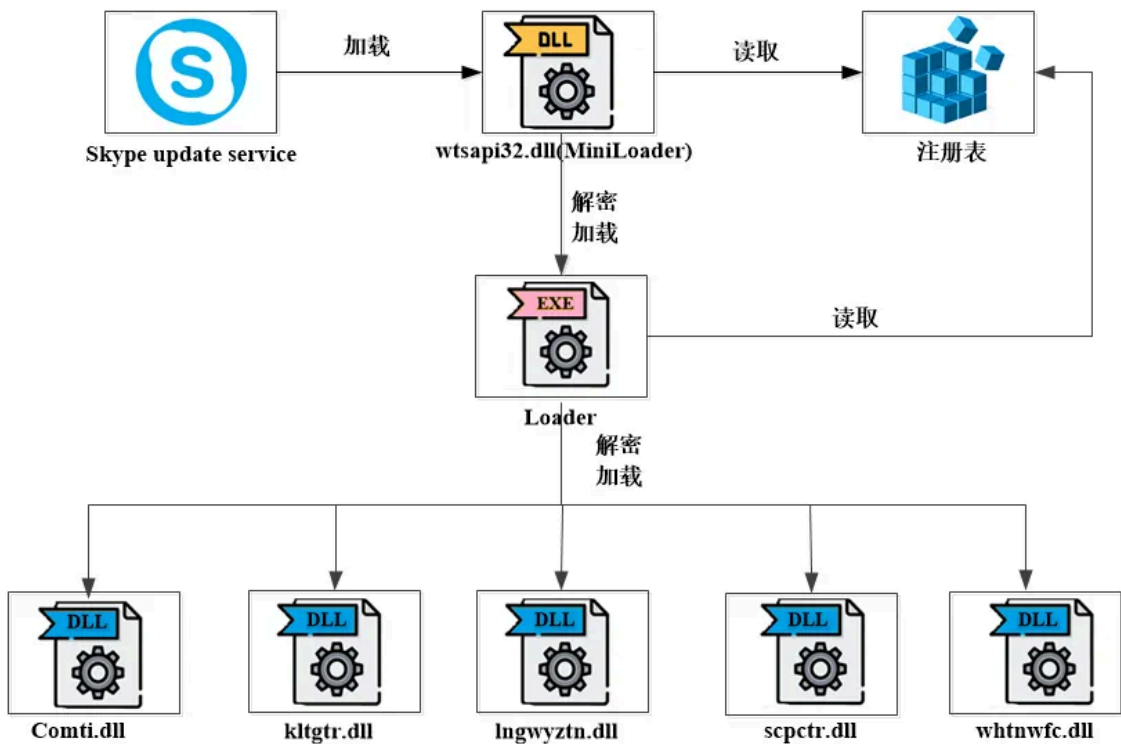 加载
DLL
读取
S
Skype update service
wtsapi32.dll(MiniLoader)
注册表
解密
加载
EXE
读取
Loader
解密
加载
DLL
DLL
DLL
DLL
DLL
Comti.dll
kltgtr.dll
lngwyztn.dll
scpctr.dll
whtnwfc.dll